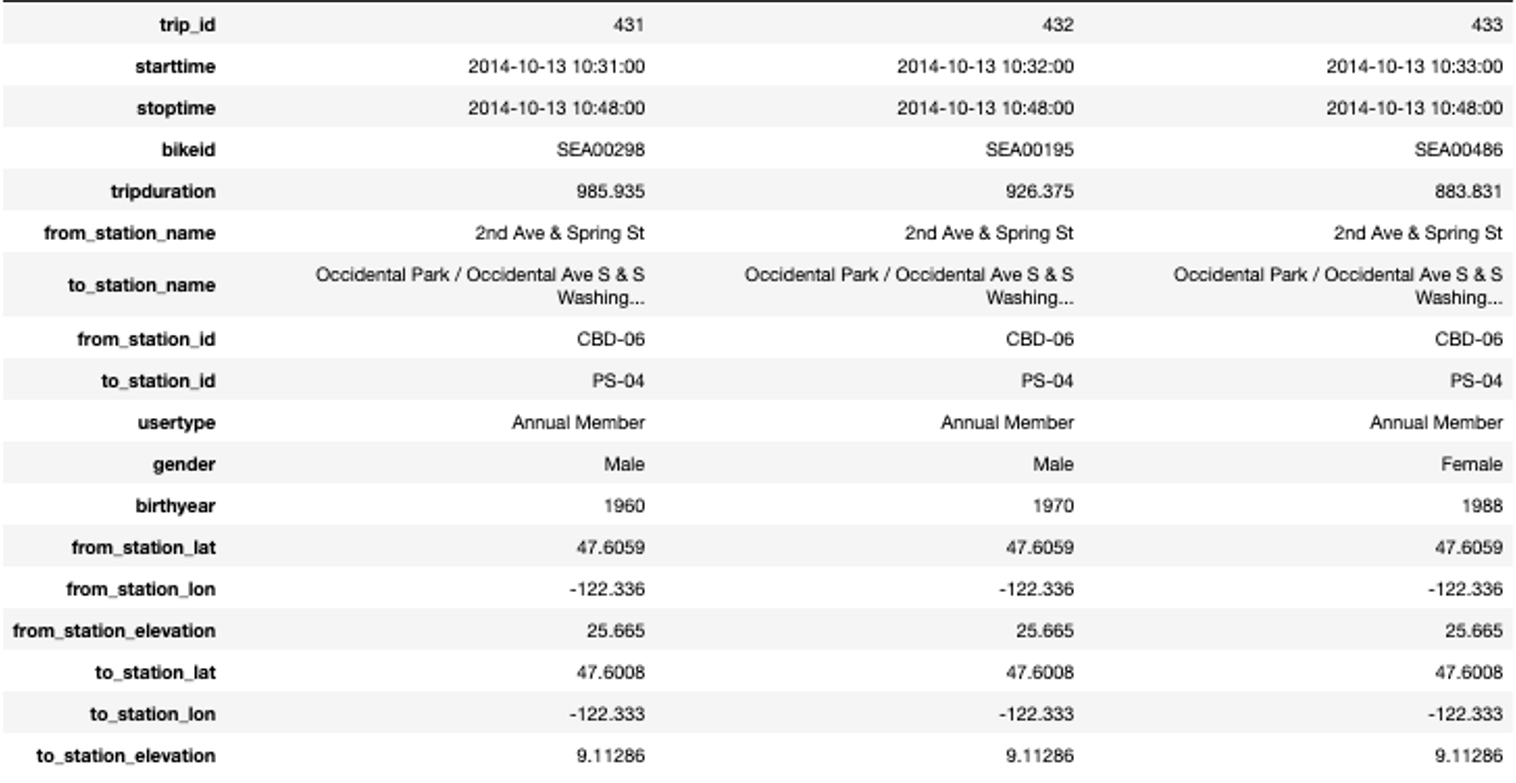 trip_id 431 432 433
starttime 2014-10-13 10:31:00 2014-10-13 10:32:00 2014-10-13 10:33:00
stoptime 2014-10-13 10:48:00 2014-10-13 10:48:00 2014-10-13 10:48:00
bikeid SEA00298 SEA00195 SEA00486
tripduration 985.935 926.375 883.831
from_station_name 2nd Ave & Spring St 2nd Ave & Spring St 2nd Ave & Spring St
to_station_name Occidental Park / Occidental Ave S & S Washing... Occidental Park / Occidental Ave S & S Washing... Occidental Park / Occidental Ave S & S Washing...
from_station_id CBD-06 CBD-06 CBD-06
to_station_id PS-04 PS-04 PS-04
usertype Annual Member Annual Member Annual Member
gender Male Male Female
birthyear 1960 1970 1988
from_station_lat 47.6059 47.6059 47.6059
from_station_lon -122.336 -122.336 -122.336
from_station_elevation 25.665 25.665 25.665
to_station_lat 47.6008 47.6008 47.6008
to_station_lon -122.333 -122.333 -122.333
to_station_elevation 9.11286 9.11286 9.11286